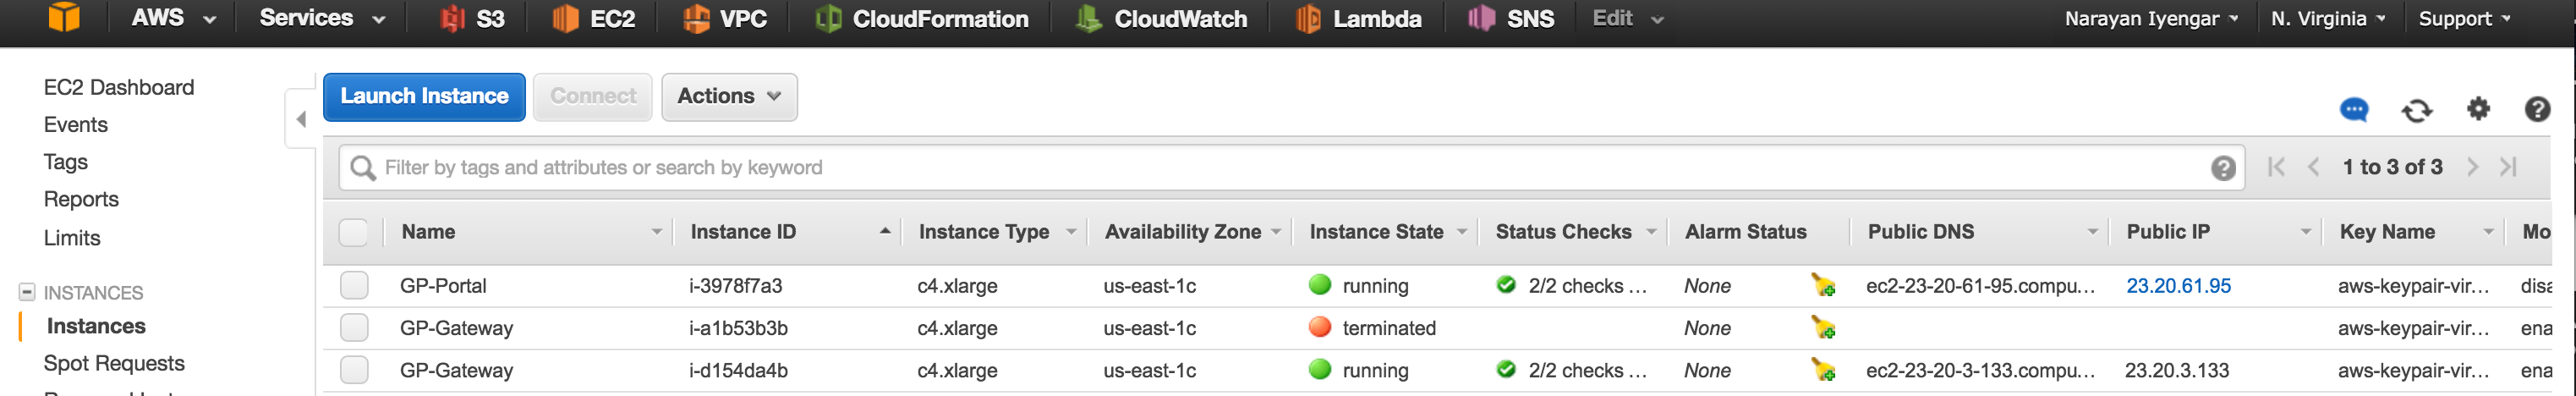 AWS Services S3 EC2 VPC CloudFormation CloudWatch Lambda SNS Edit Narayan Iyengar N. Virginia Support
EC2 Dashboard
Events
Tags
Reports
Limits
INSTANCES
Instances
Spot Requests
Launch Instance Connect Actions
Filter by tags and attributes or search by keyword 1 to 3 of 3
Name Instance ID Instance Type Availability Zone Instance State Status Checks Alarm Status Public DNS Public IP Key Name Mo
GP-Portal i-3978f7a3 c4.xlarge us-east-1c running 2/2 checks ... None ec2-23-20-61-95.compu... 23.20.61.95 aws-keypair-vir... disa
GP-Gateway i-a1b53b3b c4.xlarge us-east-1c terminated None aws-keypair-vir... ena
GP-Gateway i-d154da4b c4.xlarge us-east-1c running 2/2 checks ... None ec2-23-20-3-133.compu... 23.20.3.133 aws-keypair-vir... ena